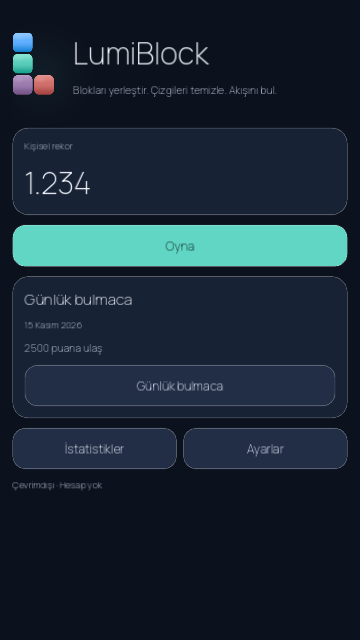 LumiBlock
Blokları yerleştir. Çizgileri temizle. Akışını bul.
Kişisel rekor
1.234
Oyna
Günlük bulmaca
15 Kasım 2026
2500 puana ulaş
Günlük bulmaca
İstatistikler
Ayarlar
Çevrimdışı · Hesap yok